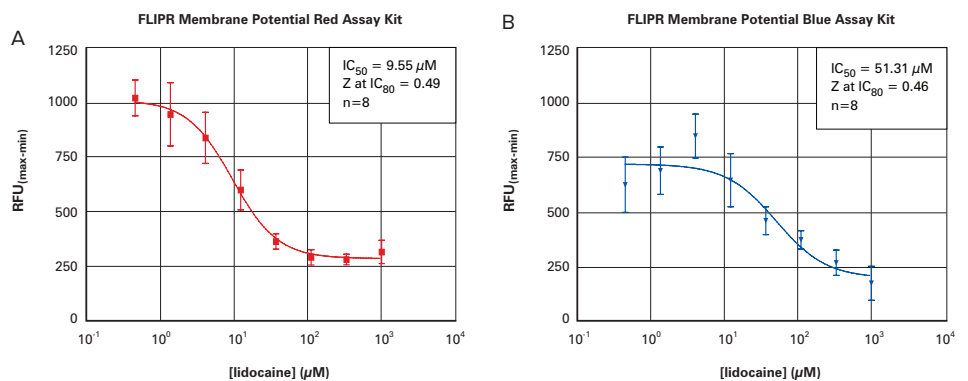 A
FLIPR Membrane Potential Red Assay Kit
1250
1000
750
500
250
0
RFU(max-min)
IC50 = 9.55 µM
Z at IC80 = 0.49
n=8
10-1
100
101
102
103
104
[lidocaine] (µM)
B
FLIPR Membrane Potential Blue Assay Kit
1250
1000
750
500
250
0
RFU(max-min)
IC50 = 51.31 µM
Z at IC80 = 0.46
n=8
10-1
100
101
102
103
104
[lidocaine] (µM)